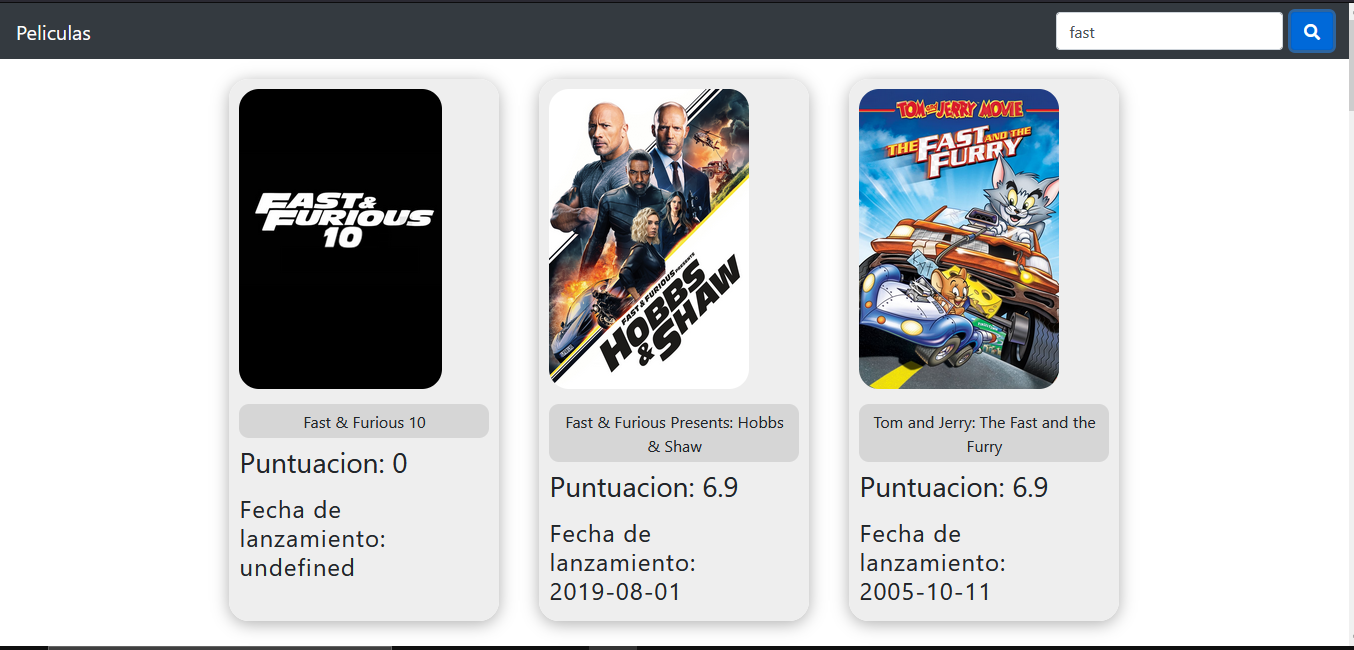 Peliculas
fast
FAST &
FURIOUS
10
FAST & FURIOUS PRESENTS
HOBBS
& SHAW
TOM AND JERRY MOVIE
THE FAST AND THE
FURRY
Fast & Furious 10
Puntuacion: 0
Fecha de
lanzamiento:
undefined
Fast & Furious Presents: Hobbs
& Shaw
Puntuacion: 6.9
Fecha de
lanzamiento:
2019-08-01
Tom and Jerry: The Fast and the
Furry
Puntuacion: 6.9
Fecha de
lanzamiento:
2005-10-11